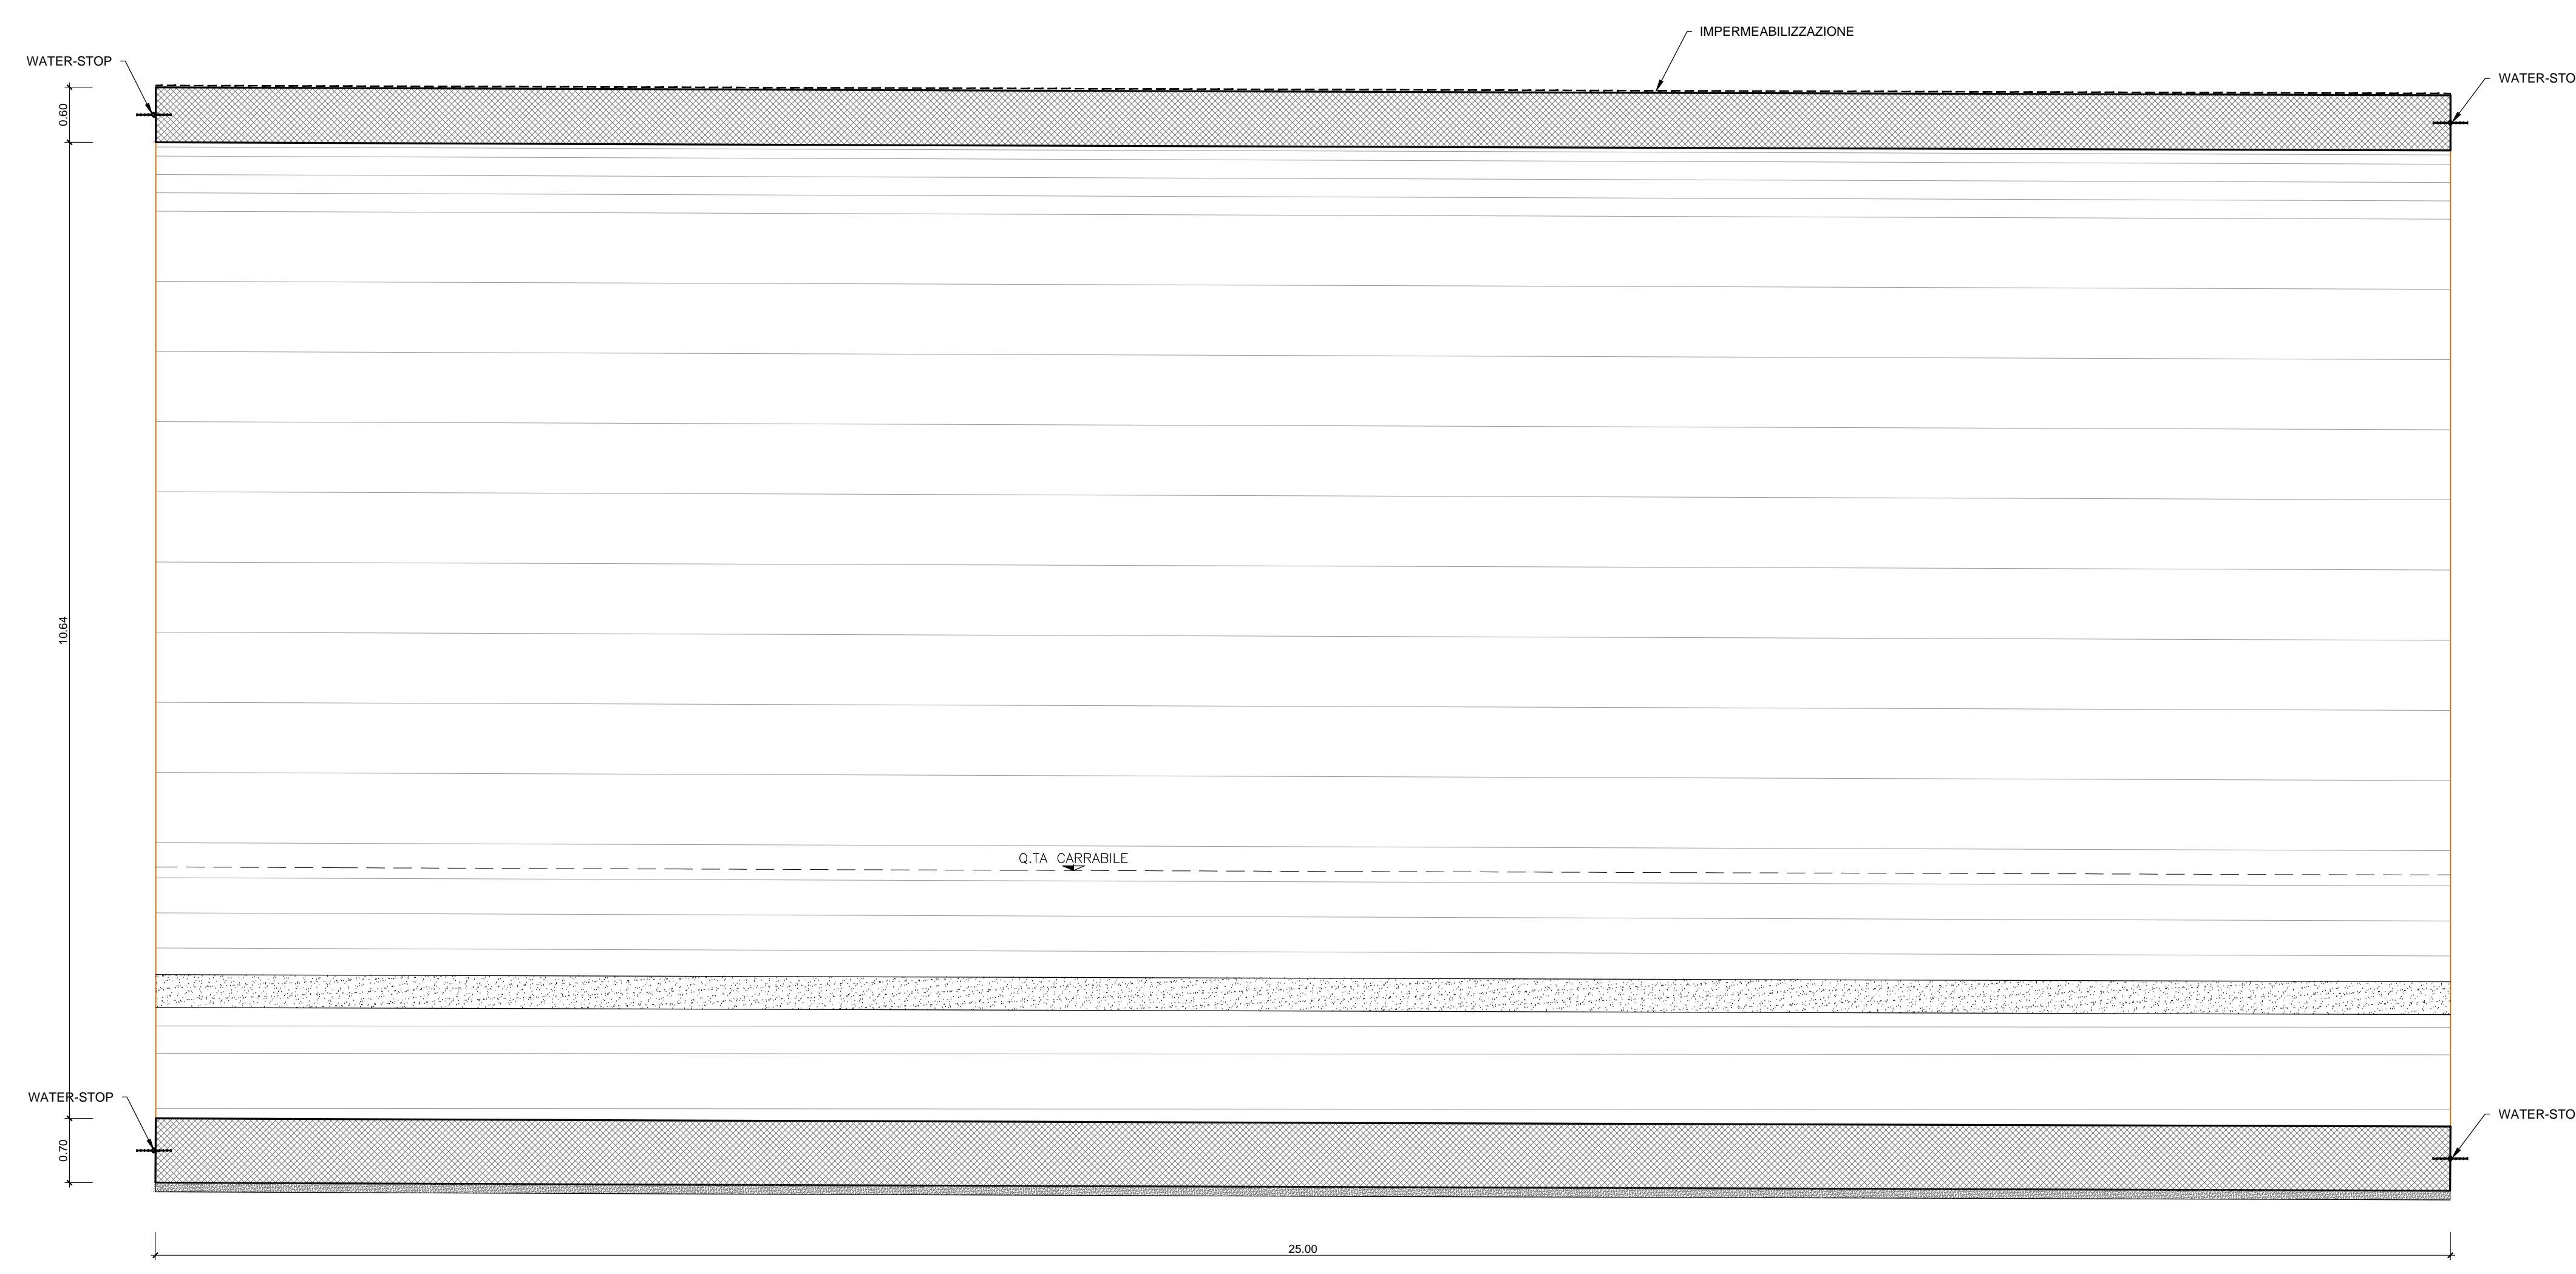 IMPERMEABILIZZAZIONE
WATER-STOP
WATER-STO
0.60
10.64
Q.TA CARRABILE
WATER-STOP
WATER-STO
0.70
25.00